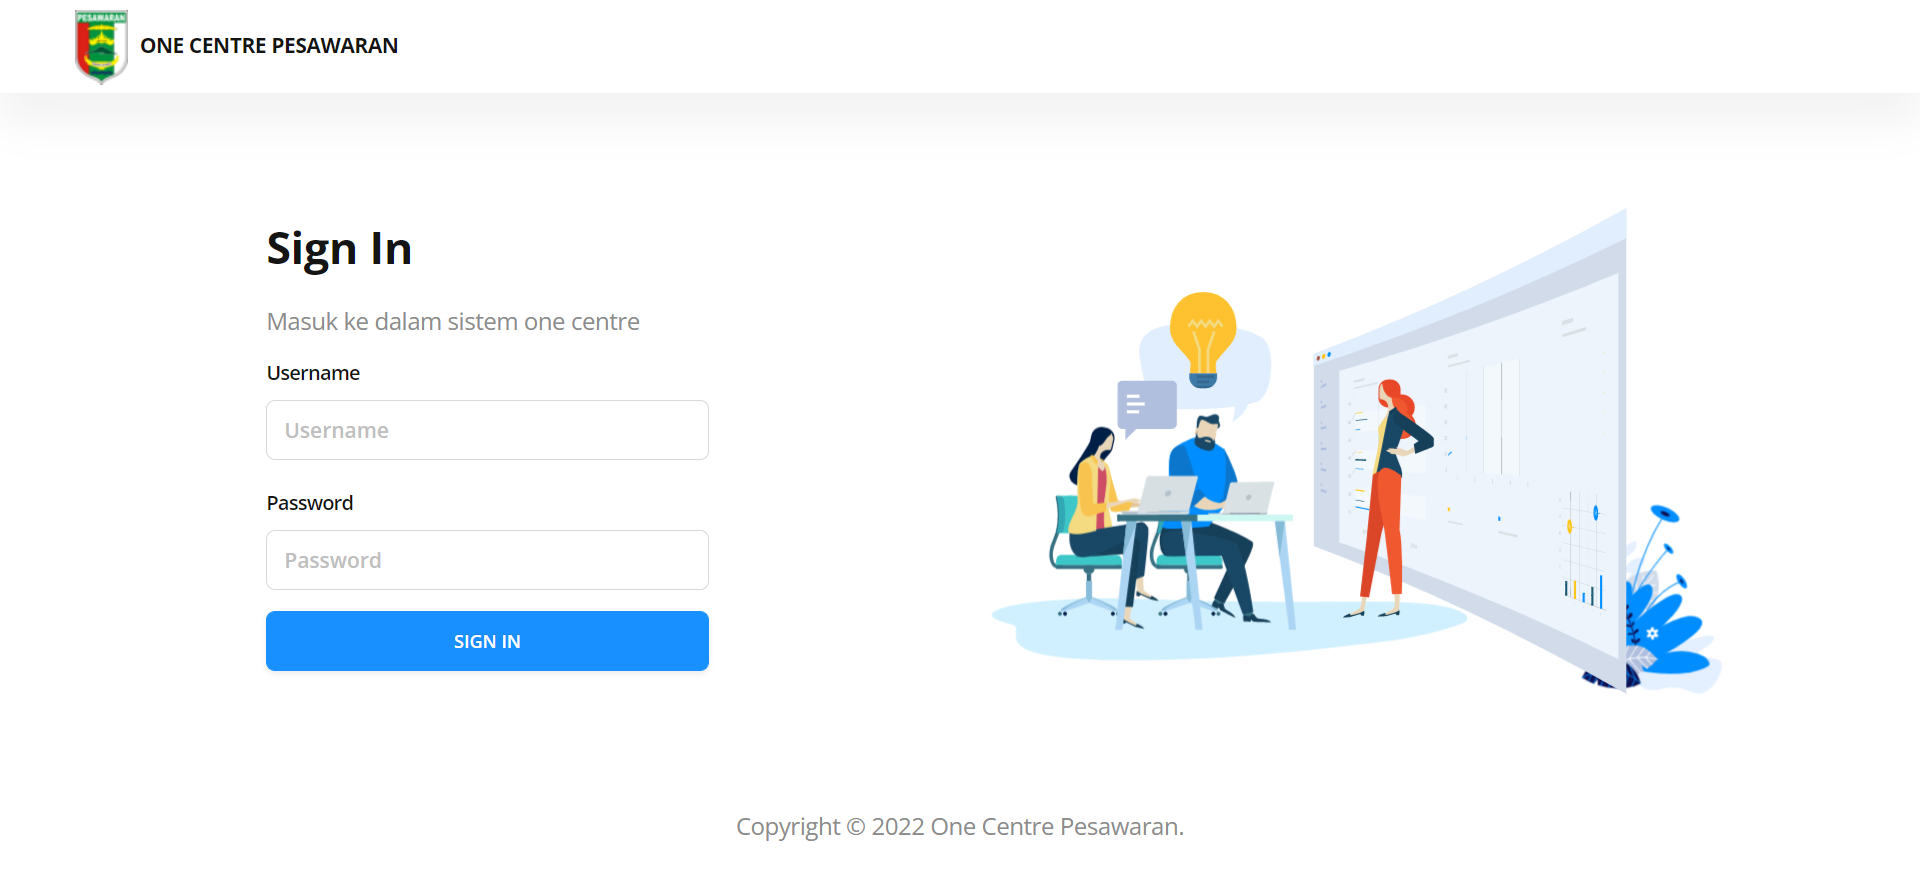 PESAWARAN
ONE CENTRE PESAWARAN
Sign In
Masuk ke dalam sistem one centre
Username
Username
Password
Password
SIGN IN
Copyright © 2022 One Centre Pesawaran.